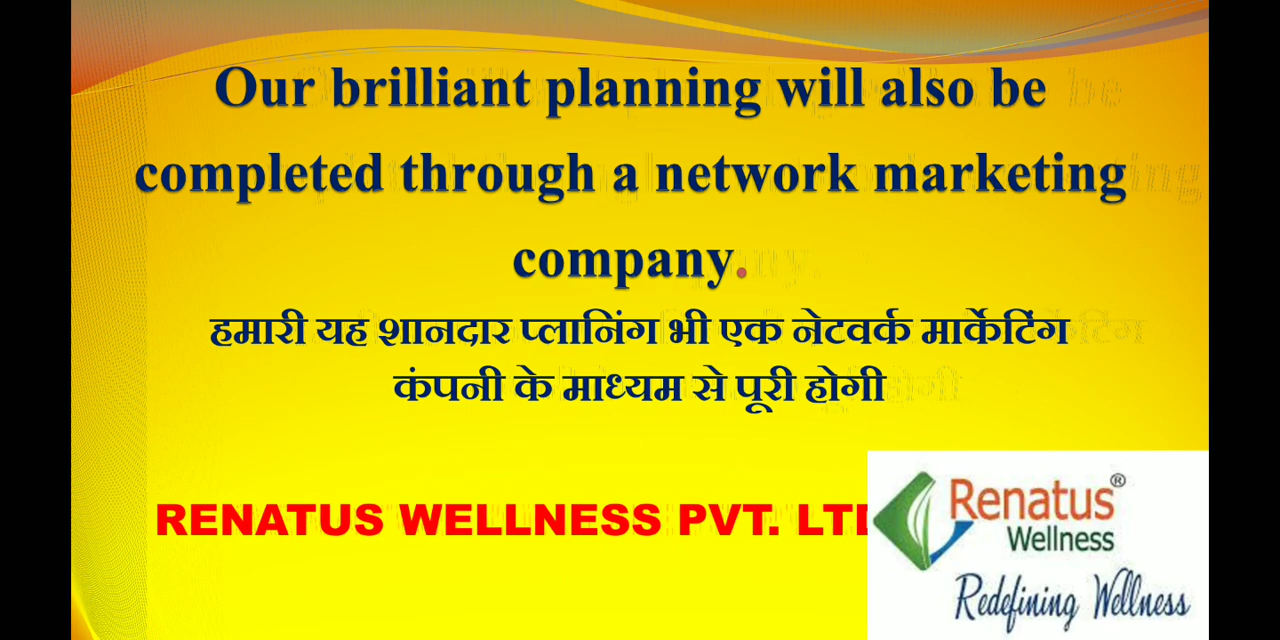 Our brilliant planning will also be
completed through a network marketing
company.
हमारी यह शानदार प्लानिंग भी एक नेटवर्क मार्केटिंग
कंपनी के माध्यम से पूरी होगी
RENATUS WELLNESS PVT. LTD
Renatus®
Wellness
Redefining Wellness